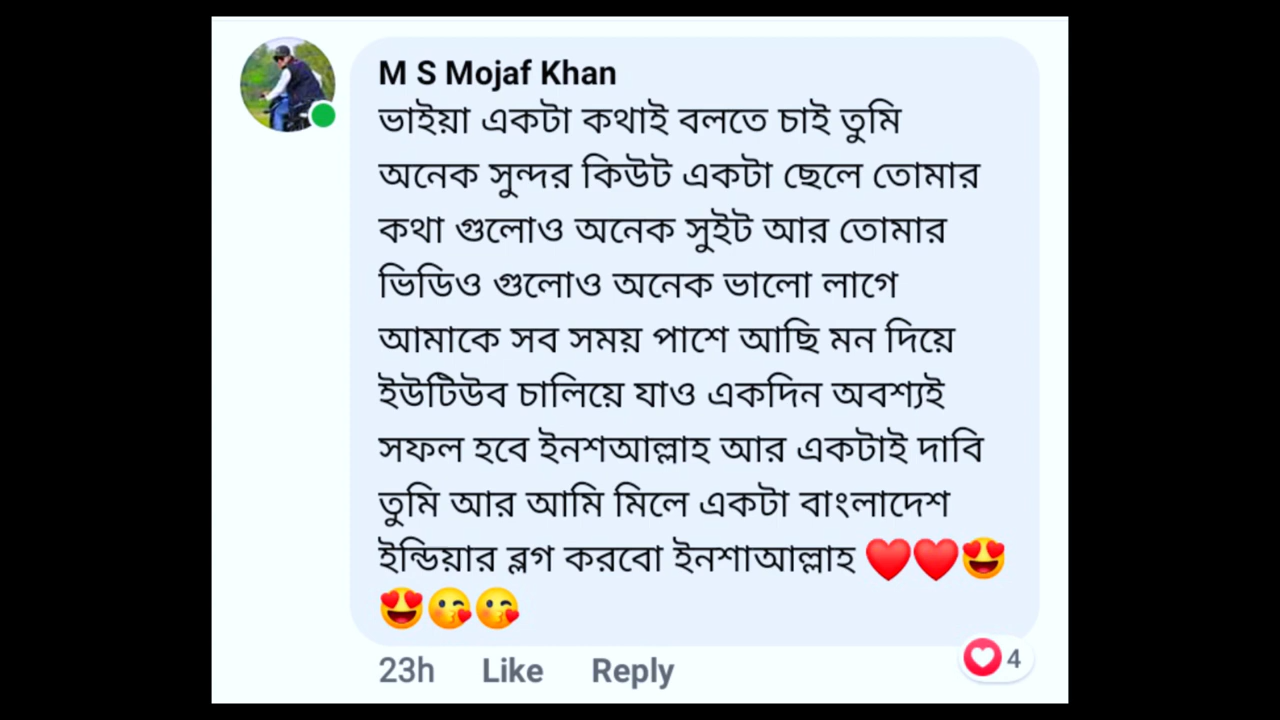 M S Mojaf Khan
ভাইয়া একটা কথাই বলতে চাই তুমি
অনেক সুন্দর কিউট একটা ছেলে তোমার
কথা গুলোও অনেক সুইট আর তোমার
ভিডিও গুলোও অনেক ভালো লাগে
আমাকে সব সময় পাশে আছি মন দিয়ে
ইউটিউব চালিয়ে যাও একদিন অবশ্যই
সফল হবে ইনশআল্লাহ আর একটাই দাবি
তুমি আর আমি মিলে একটা বাংলাদেশ
ইন্ডিয়ার ব্লগ করবো ইনশাআল্লাহ ❤️❤️😍
😍😘😘
23h Like Reply 4